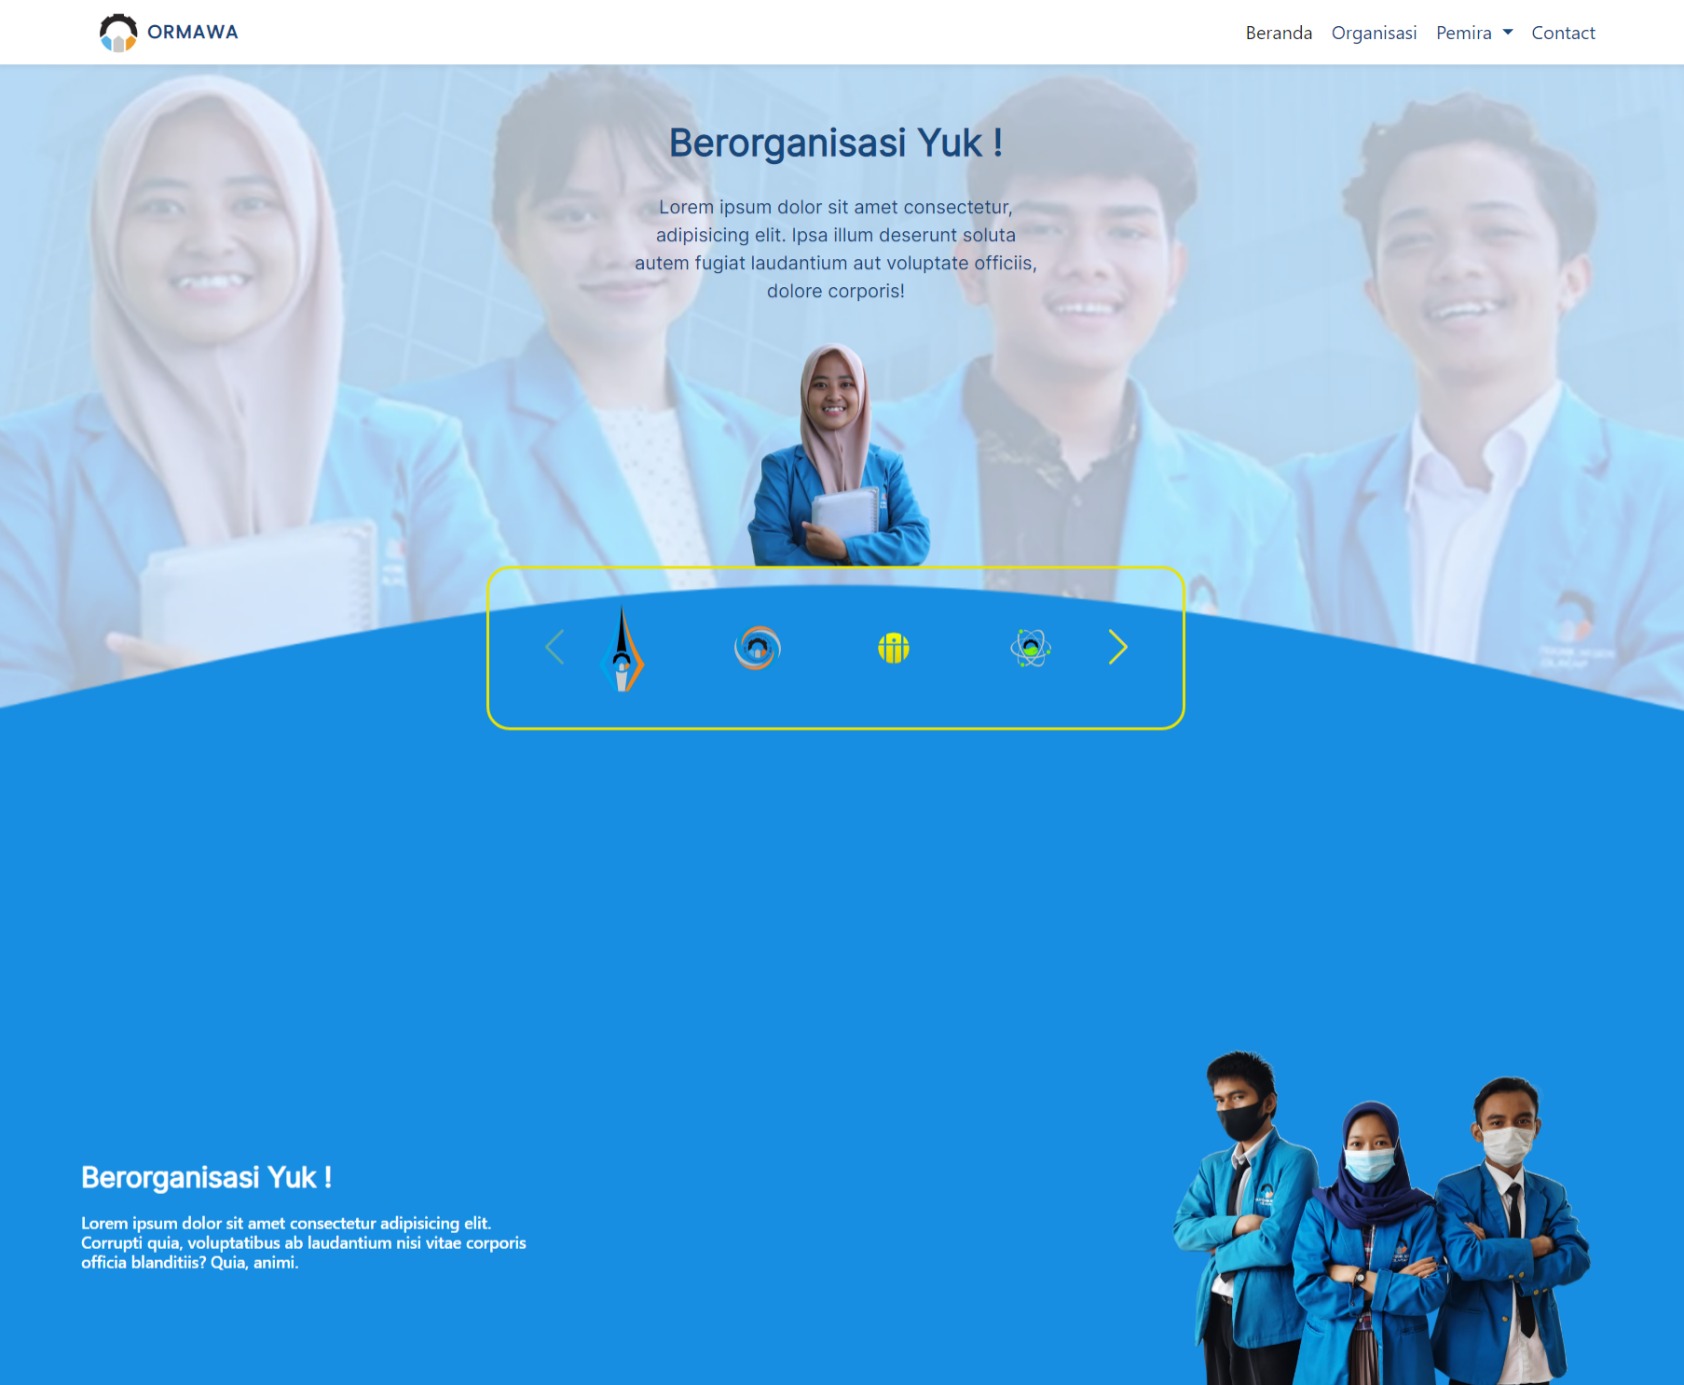 ORMAWA
Beranda Organisasi Pemira Contact
Berorganisasi Yuk !
Lorem ipsum dolor sit amet consectetur,
adipisicing elit. Ipsa illum deserunt soluta
autem fugiat laudantium aut voluptate officiis,
dolore corporis!
Berorganisasi Yuk !
Lorem ipsum dolor sit amet consectetur adipisicing elit.
Corrupti quia, voluptatibus ab laudantium nisi vitae corporis
officia blanditiis? Quia, animi.